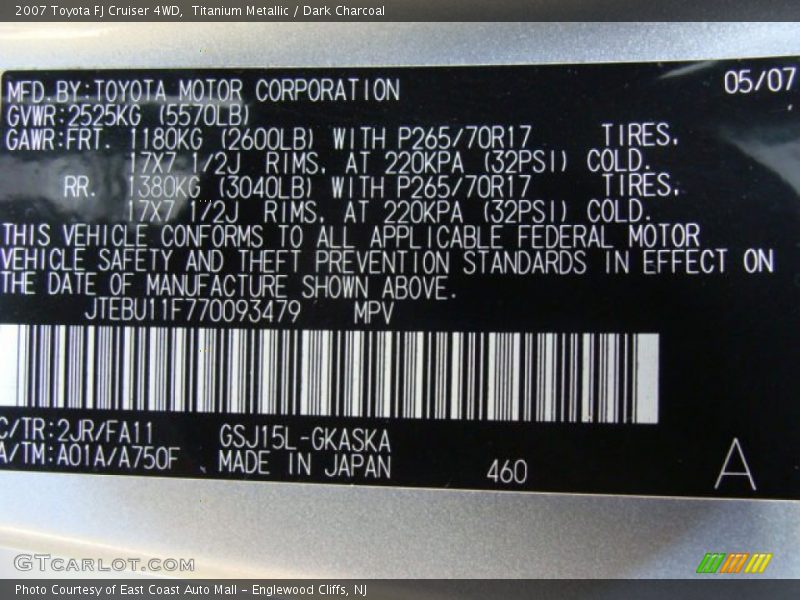 2007 Toyota FJ Cruiser 4WD, Titanium Metallic / Dark Charcoal
MFD.BY:TOYOTA MOTOR CORPORATION 05/07
GVWR:2525KG (5570LB)
GAWR:FRT. 1180KG (2600LB) WITH P265/70R17 TIRES,
17X7 1/2J RIMS, AT 220KPA (32PSI) COLD.
RR. 1380KG (3040LB) WITH P265/70R17 TIRES,
17X7 1/2J RIMS, AT 220KPA (32PSI) COLD.
THIS VEHICLE CONFORMS TO ALL APPLICABLE FEDERAL MOTOR
VEHICLE SAFETY AND THEFT PREVENTION STANDARDS IN EFFECT ON
THE DATE OF MANUFACTURE SHOWN ABOVE.
JTEBU11F770093479 MPV
C/TR:2JR/FA11 GSJ15L-GKASKA
A/TM:A01A/A750F MADE IN JAPAN 460 A
GTCARLOT.COM
Photo Courtesy of East Coast Auto Mall - Englewood Cliffs, NJ